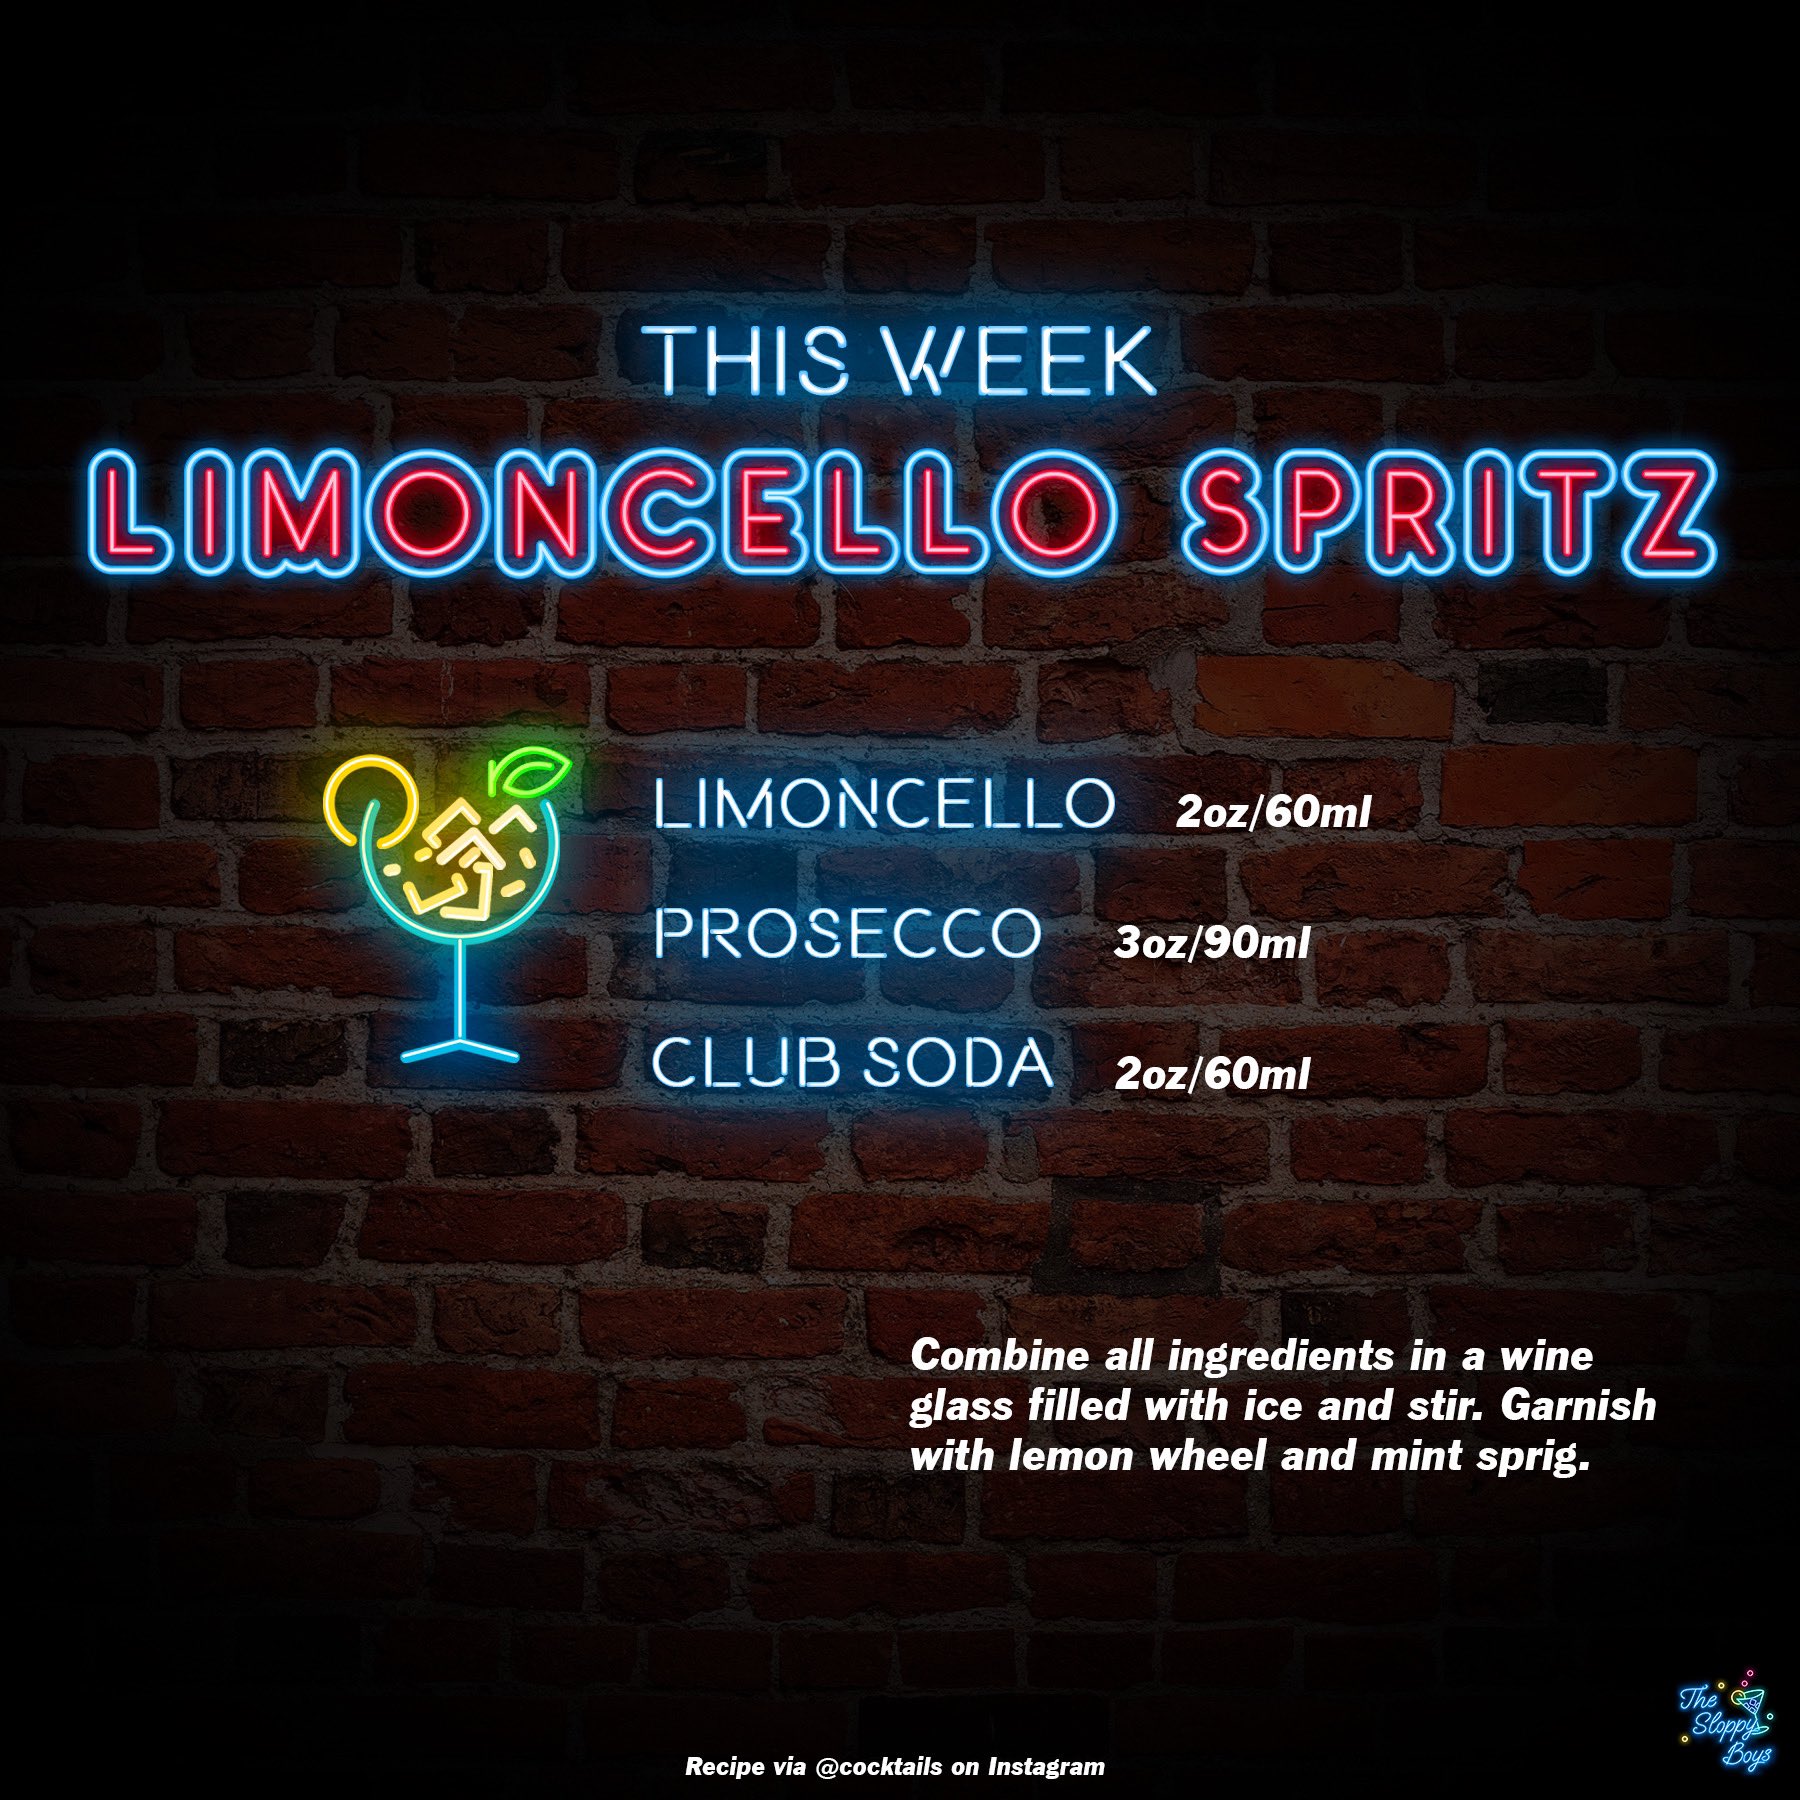 THIS WEEK
LIMONCELLO SPRITZ
LIMONCELLO 2oz/60ml
PROSECCO 3oz/90ml
CLUB SODA 2oz/60ml
Combine all ingredients in a wine
glass filled with ice and stir. Garnish
with lemon wheel and mint sprig.
The
Sloppy
Boys
Recipe via @cocktails on Instagram